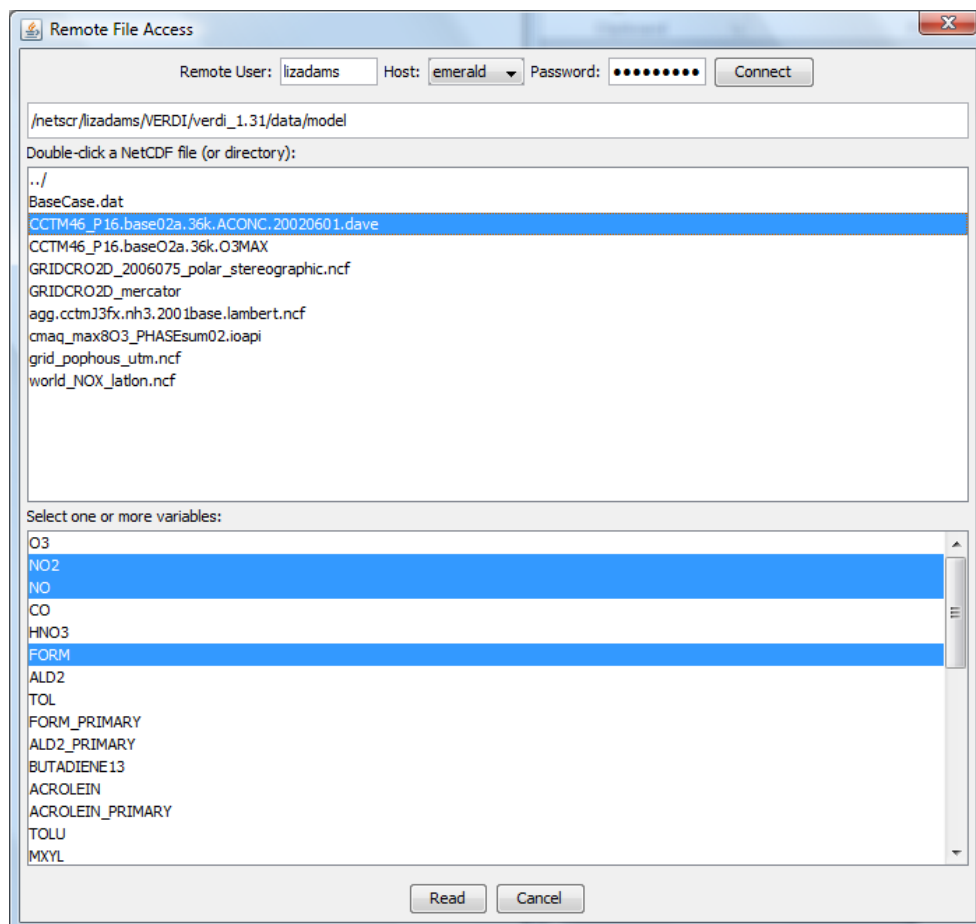 Remote File Access
Remote User: lizadams Host: emerald Password: ●●●●●●●●● Connect
/netscr/lizadams/VERDI/verdi_1.31/data/model
Double-click a NetCDF file (or directory):
../
BaseCase.dat
CCTM46_P16.base02a.36k.ACONC.20020601.dave
CCTM46_P16.baseO2a.36k.O3MAX
GRIDCRO2D_2006075_polar_stereographic.ncf
GRIDCRO2D_mercator
agg.cctmJ3fx.nh3.2001base.lambert.ncf
cmaq_max8O3_PHASEsum02.ioapi
grid_pophous_utm.ncf
world_NOX_latlon.ncf
Select one or more variables:
O3
NO2
NO
CO
HNO3
FORM
ALD2
TOL
FORM_PRIMARY
ALD2_PRIMARY
BUTADIENE13
ACROLEIN
ACROLEIN_PRIMARY
TOLU
MXYL
Read Cancel